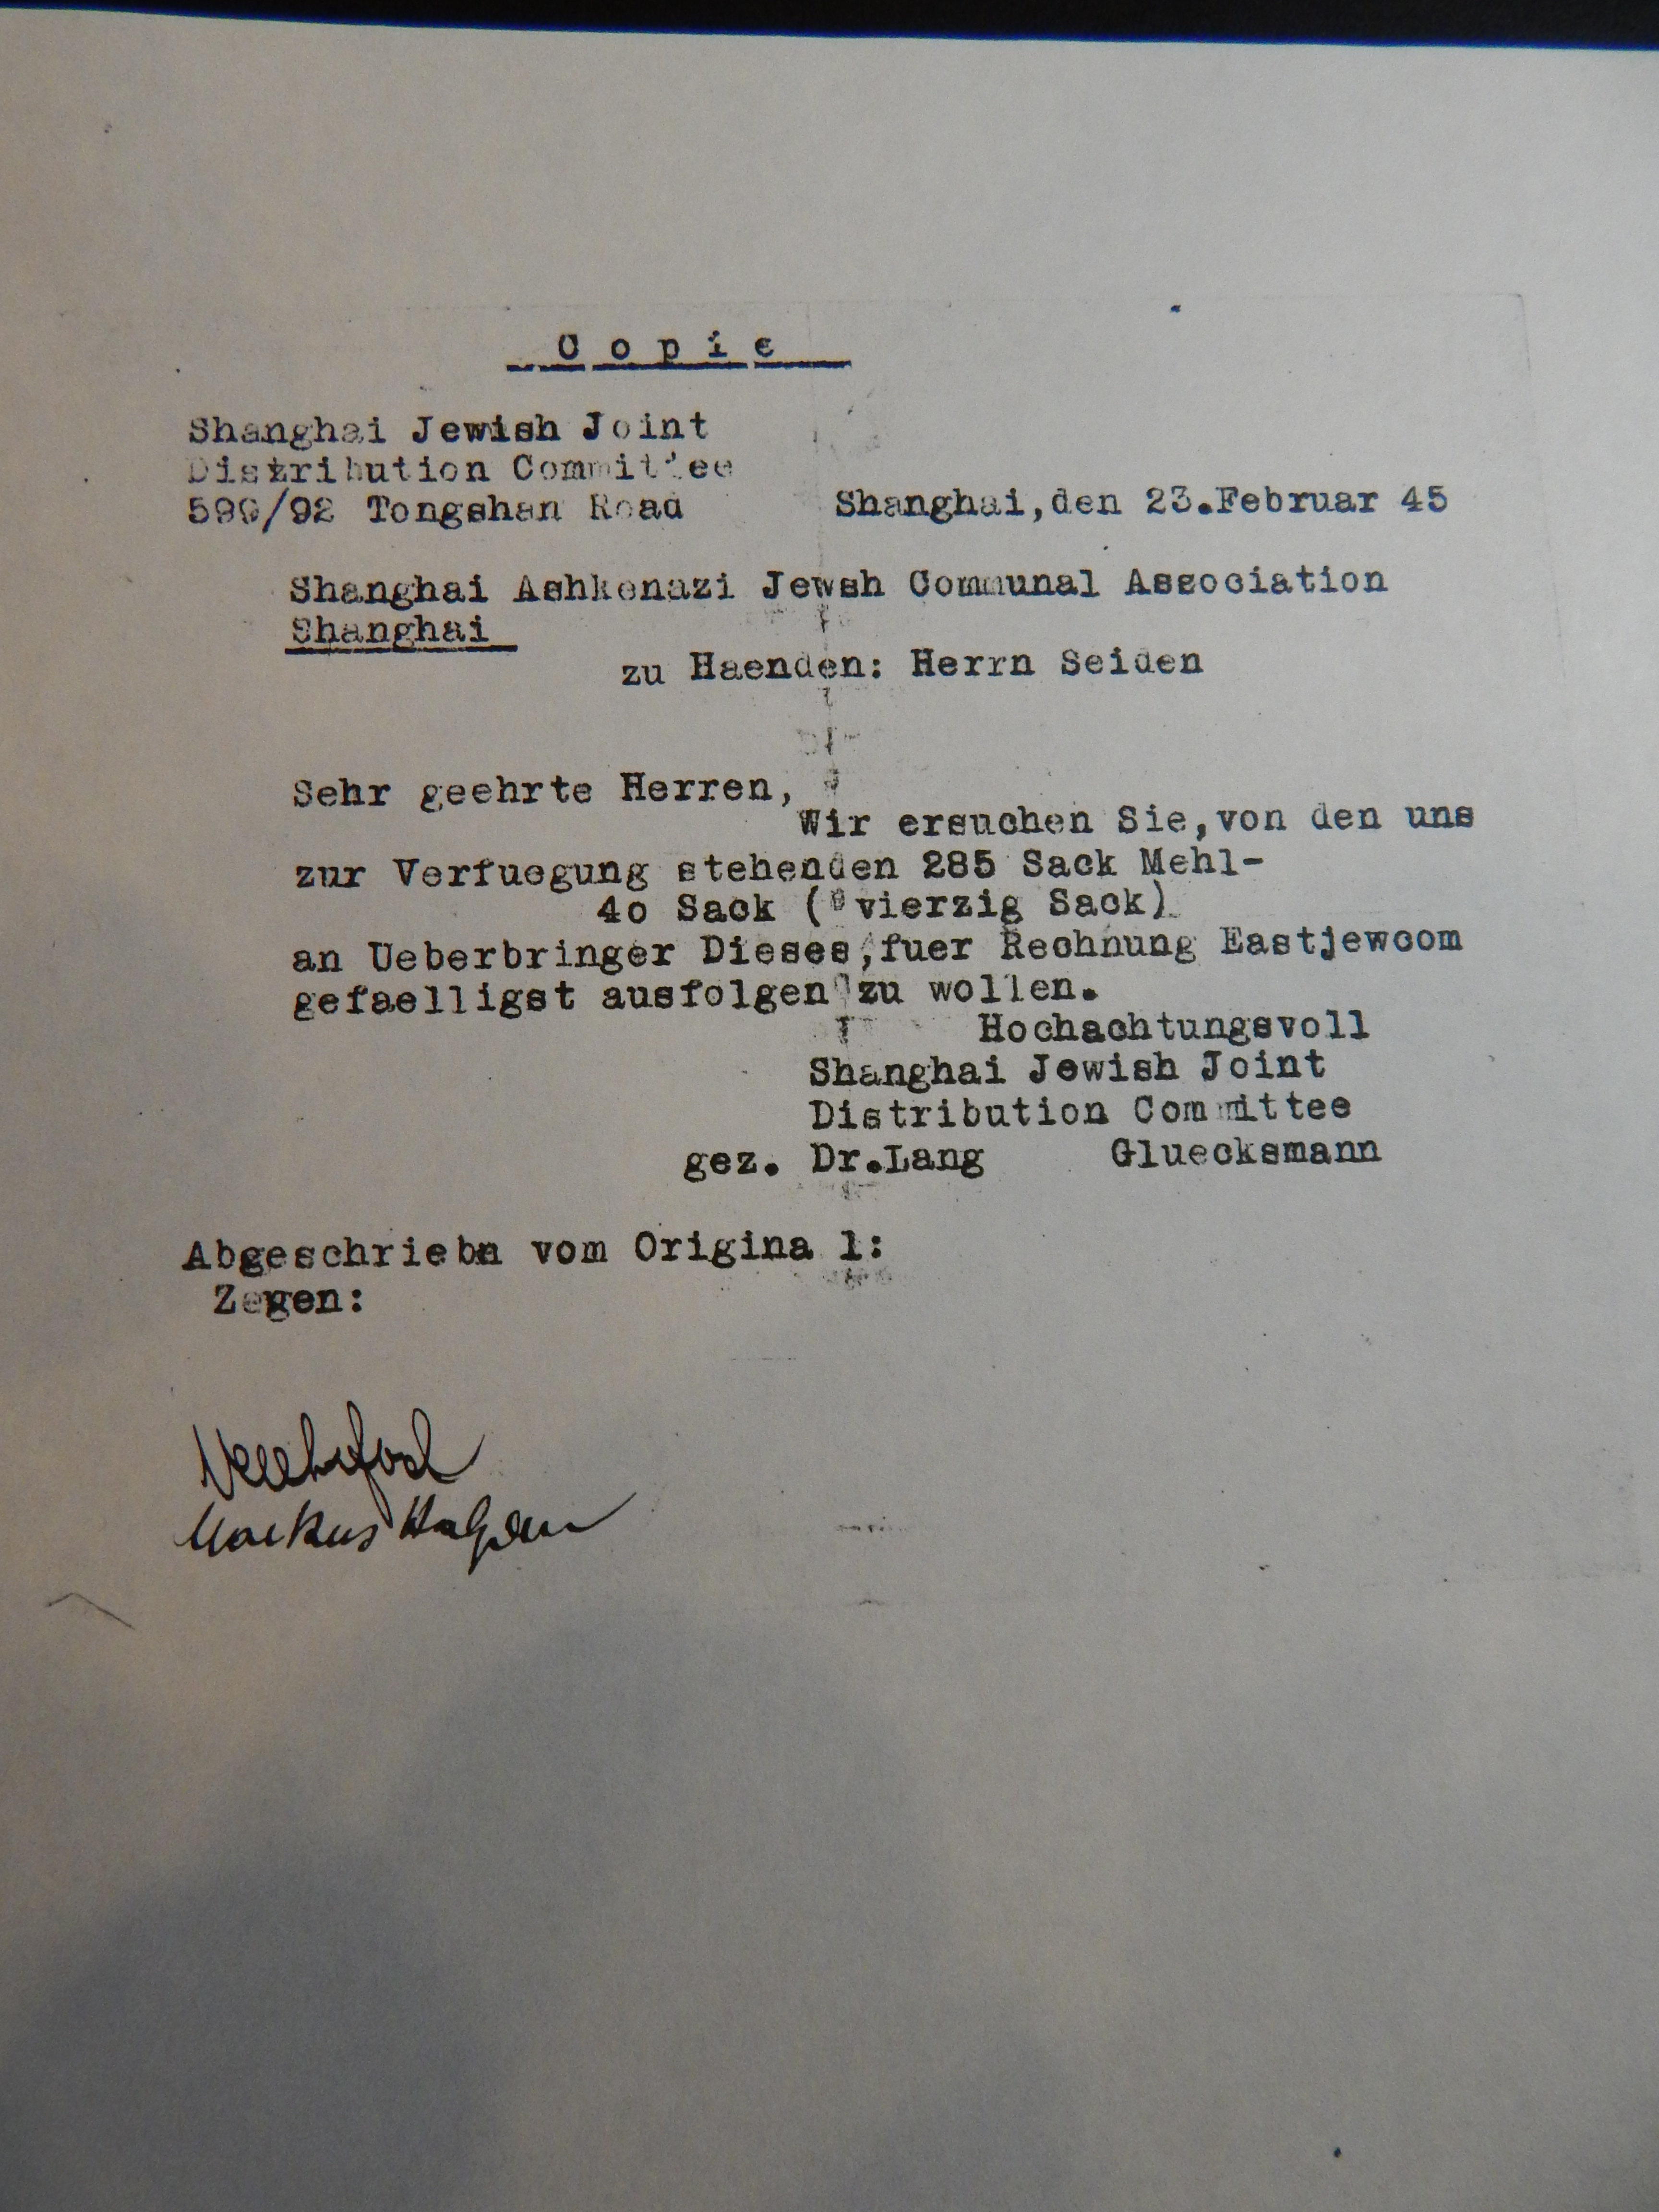 Copie
Shanghai Jewish Joint
Distribution Committee
599/92 Tongshan Road
Shanghai,den 23.Februar 45
Shanghai Ashkenazi Jewsh Communal Association
Shanghai
zu Haenden: Herrn Seiden
Sehr geehrte Herren,
Wir ersuchen Sie,von den uns
zur Verfuegung stehenden 285 Sack Mehl-
4o Sack ( vierzig Sack)
an Ueberbringer Dieses,fuer Rechnung Eastjewcom
gefaelligst ausfolgen zu wollen.
Hochachtungsvoll
Shanghai Jewish Joint
Distribution Committee
gez. Dr.Lang Gluecksmann
Abgeschriebn vom Origina l:
Zegen:
Markus